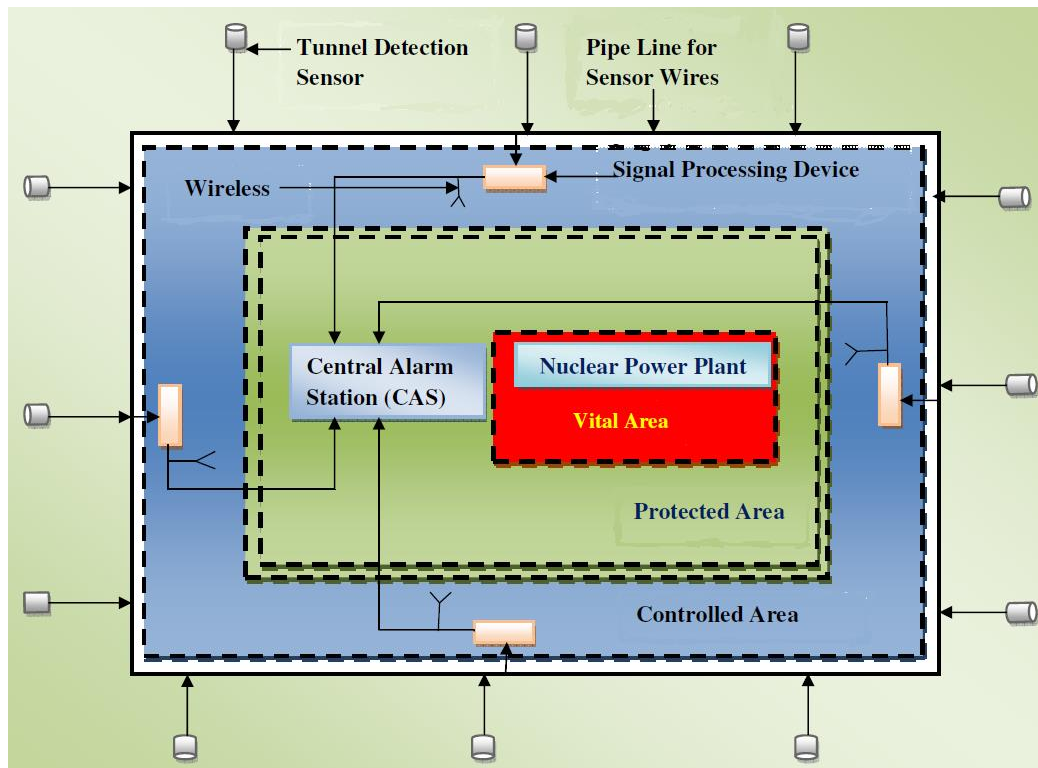 Tunnel Detection
Sensor
Pipe Line for
Sensor Wires
Signal Processing Device
Wireless
Central Alarm
Station (CAS)
Nuclear Power Plant
Vital Area
Protected Area
Controlled Area